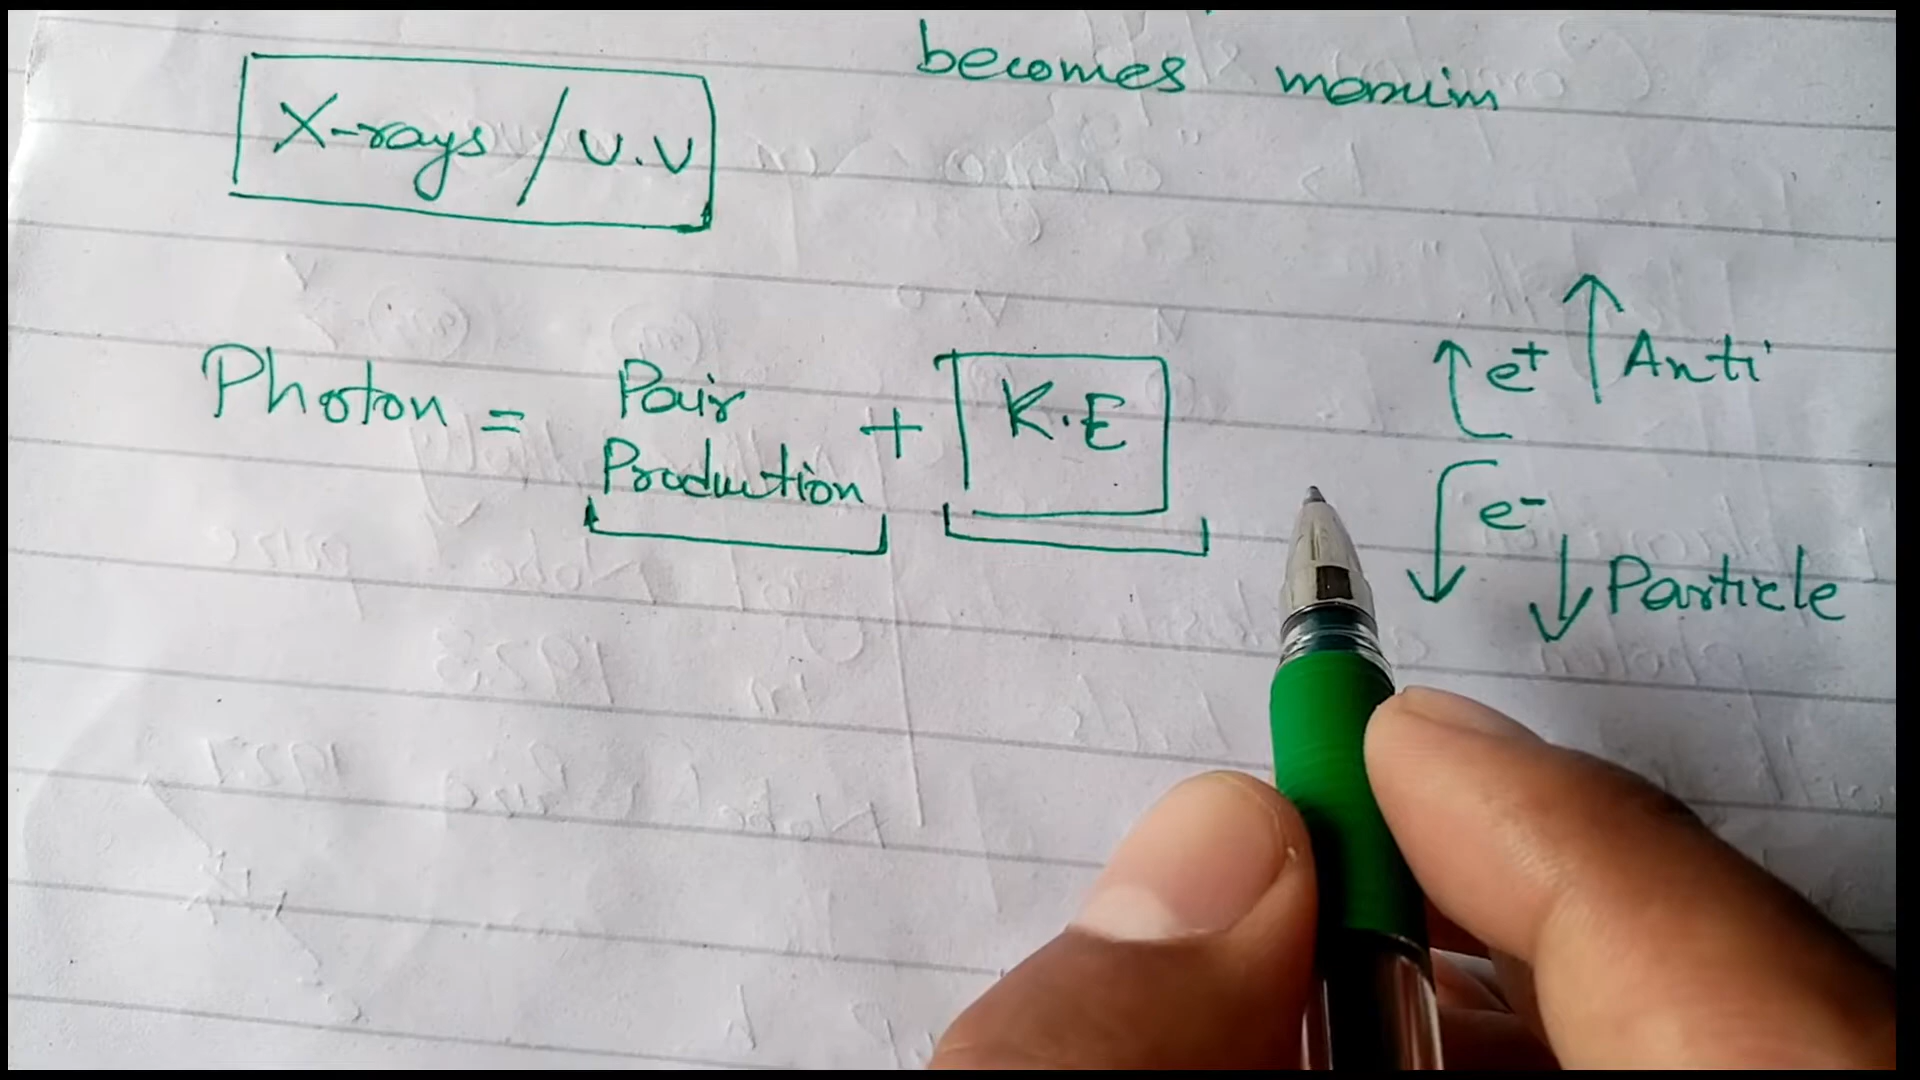 becomes
X-rays / U.V
Photon = Pair Production + K.E
e+ Anti
e- Particle